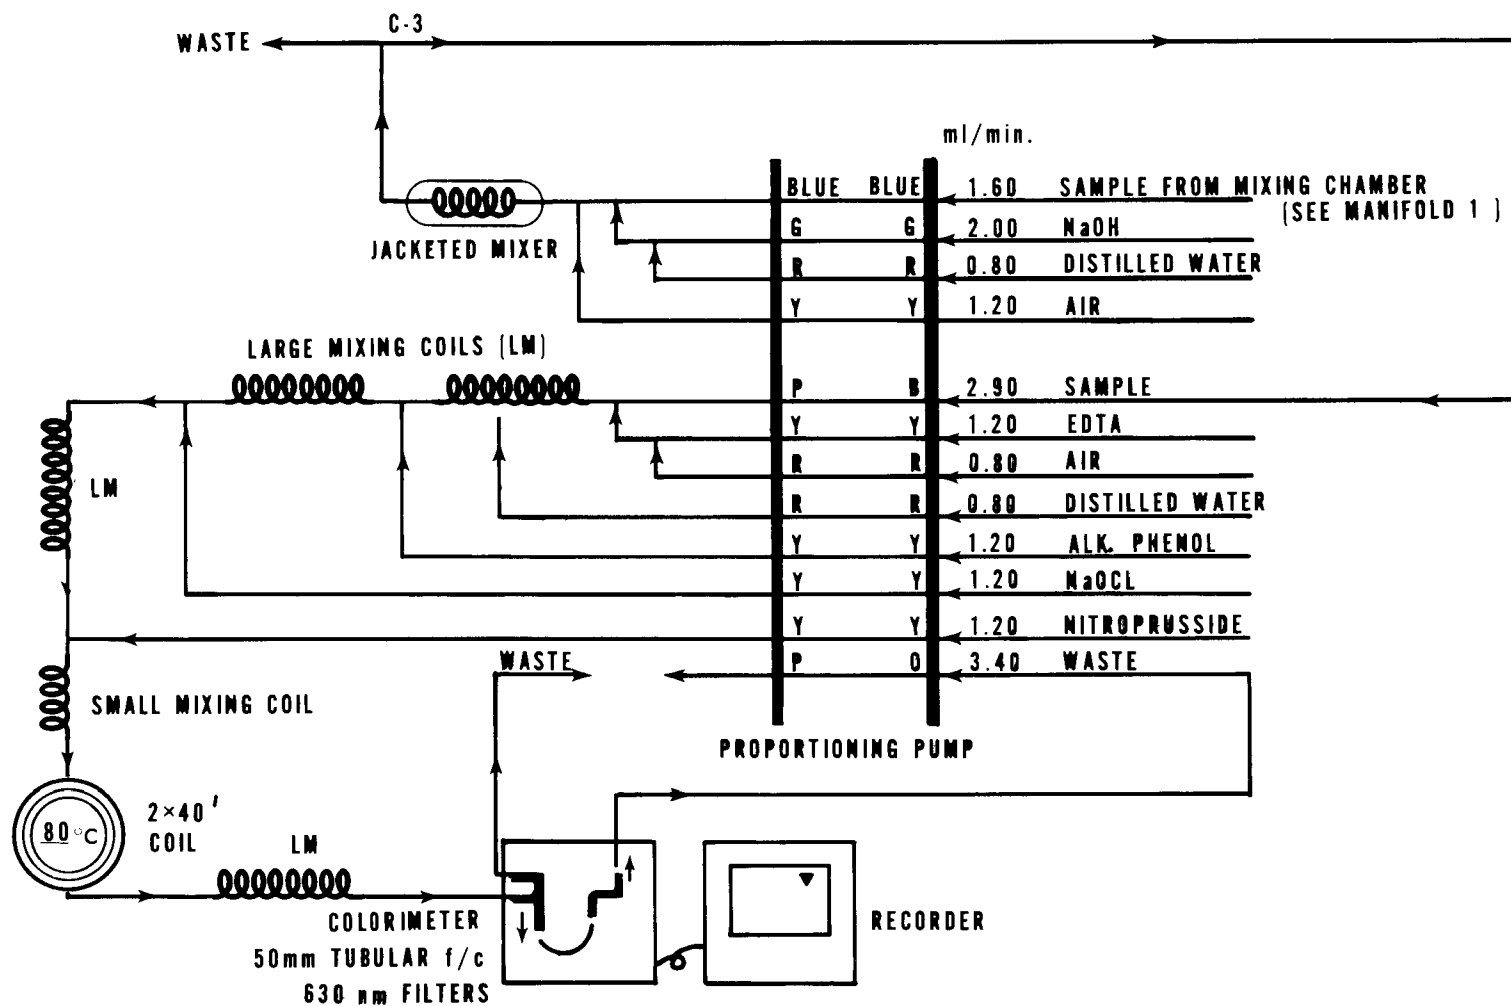 C-3
WASTE
ml/min.
BLUE BLUE 1.60 SAMPLE FROM MIXING CHAMBER
(SEE MANIFOLD 1 )
G G 2.00 NaOH
JACKETED MIXER
R R 0.80 DISTILLED WATER
Y Y 1.20 AIR
LARGE MIXING COILS (LM)
P B 2.90 SAMPLE
Y Y 1.20 EDTA
R R 0.80 AIR
LM
R R 0.80 DISTILLED WATER
Y Y 1.20 ALK. PHENOL
Y Y 1.20 NaOCL
Y Y 1.20 NITROPRUSSIDE
WASTE P O 3.40 WASTE
SMALL MIXING COIL
PROPORTIONING PUMP
2×40'
COIL
80°C
LM
COLORIMETER
50mm TUBULAR f/c
630 nm FILTERS
RECORDER